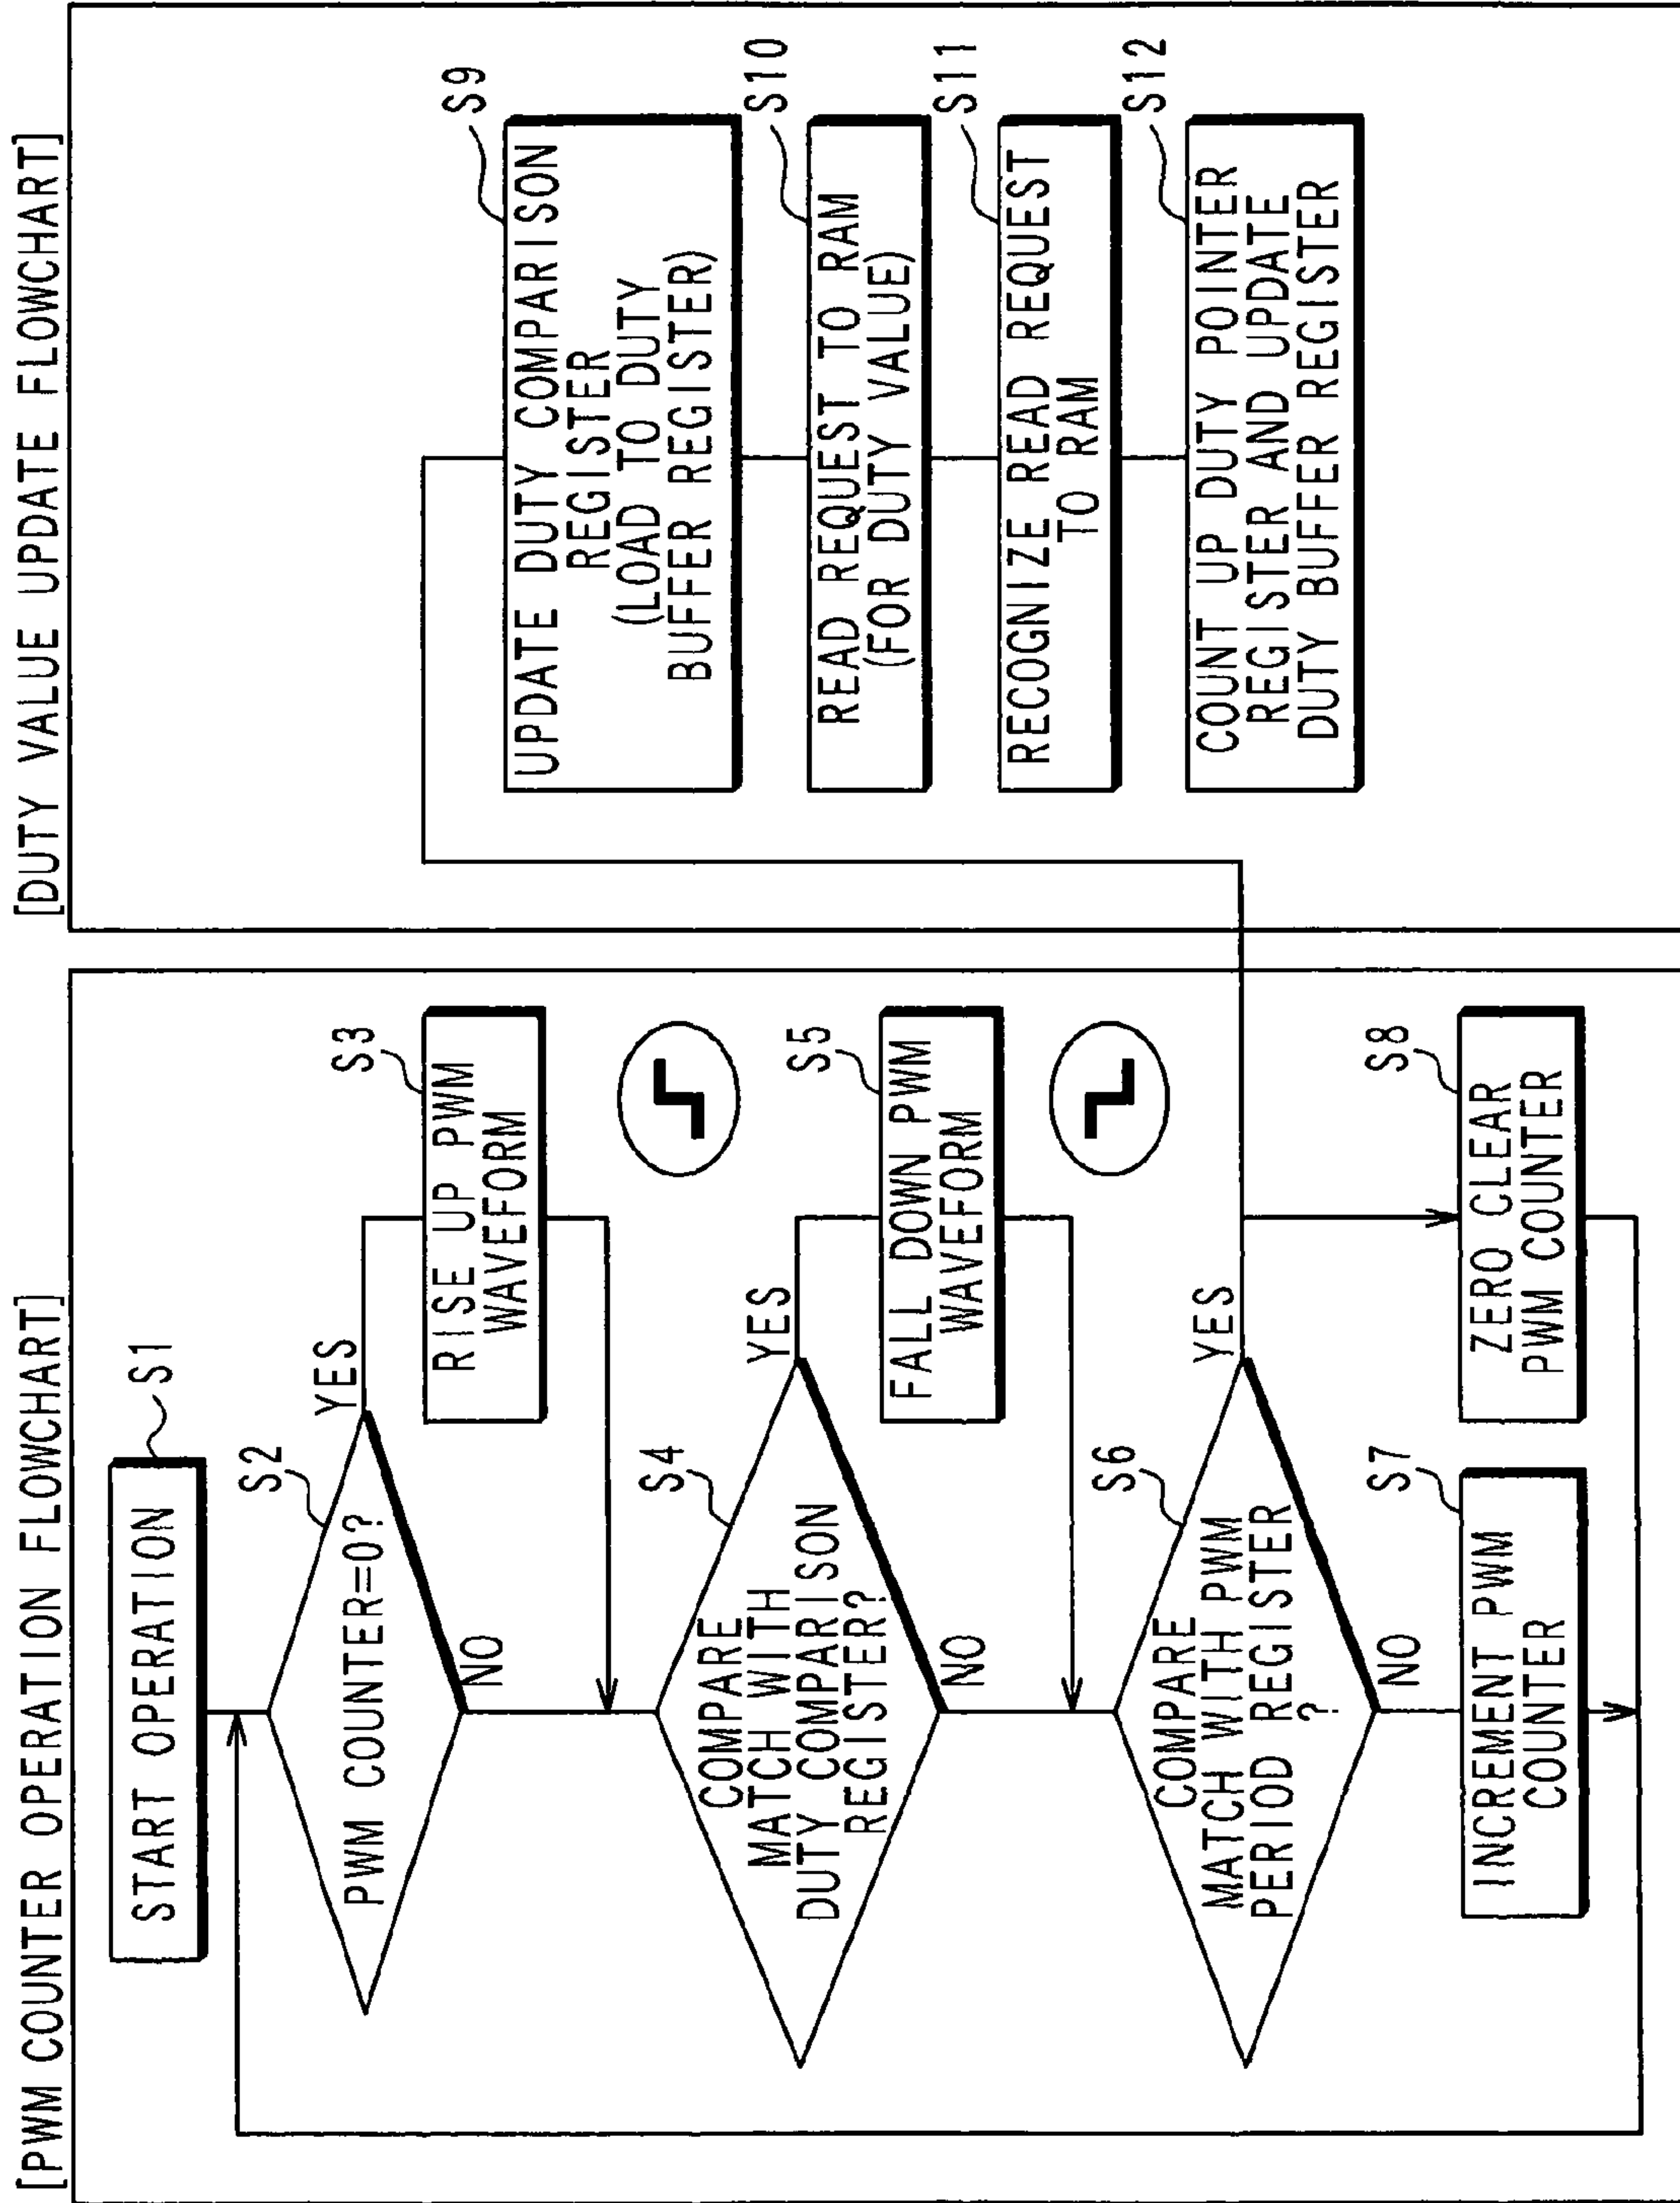 [PWM COUNTER OPERATION FLOWCHART]
START OPERATION
S1
S2
PWM COUNTER=0?
YES
NO
S3
RISE UP PWM
WAVEFORM
S4
COMPARE
MATCH WITH
DUTY COMPARISON
REGISTER?
YES
NO
S5
FALL DOWN PWM
WAVEFORM
S6
COMPARE
MATCH WITH PWM
PERIOD REGISTER
?
YES
NO
S7
INCREMENT PWM
COUNTER
S8
ZERO CLEAR
PWM COUNTER
[DUTY VALUE UPDATE FLOWCHART]
S9
UPDATE DUTY COMPARISON
REGISTER
(LOAD TO DUTY
BUFFER REGISTER)
S10
READ REQUEST TO RAM
(FOR DUTY VALUE)
S11
RECOGNIZE READ REQUEST
TO RAM
S12
COUNT UP DUTY POINTER
REGISTER AND UPDATE
DUTY BUFFER REGISTER